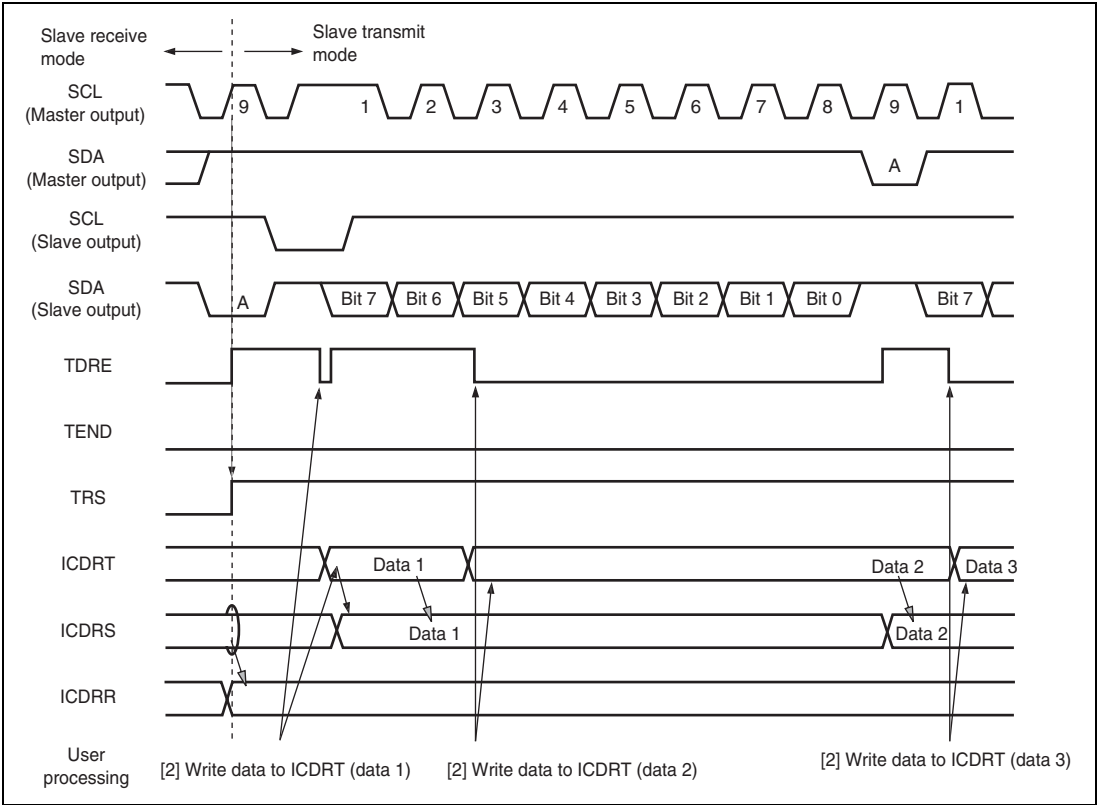 Slave receive
mode
Slave transmit
mode
SCL
(Master output)
9 1 2 3 4 5 6 7 8 9 1
SDA
(Master output)
A
SCL
(Slave output)
SDA
(Slave output)
A Bit 7 Bit 6 Bit 5 Bit 4 Bit 3 Bit 2 Bit 1 Bit 0 Bit 7
TDRE
TEND
TRS
ICDRT
Data 1 Data 2 Data 3
ICDRS
Data 1 Data 2
ICDRR
User
processing
[2] Write data to ICDRT (data 1) [2] Write data to ICDRT (data 2) [2] Write data to ICDRT (data 3)